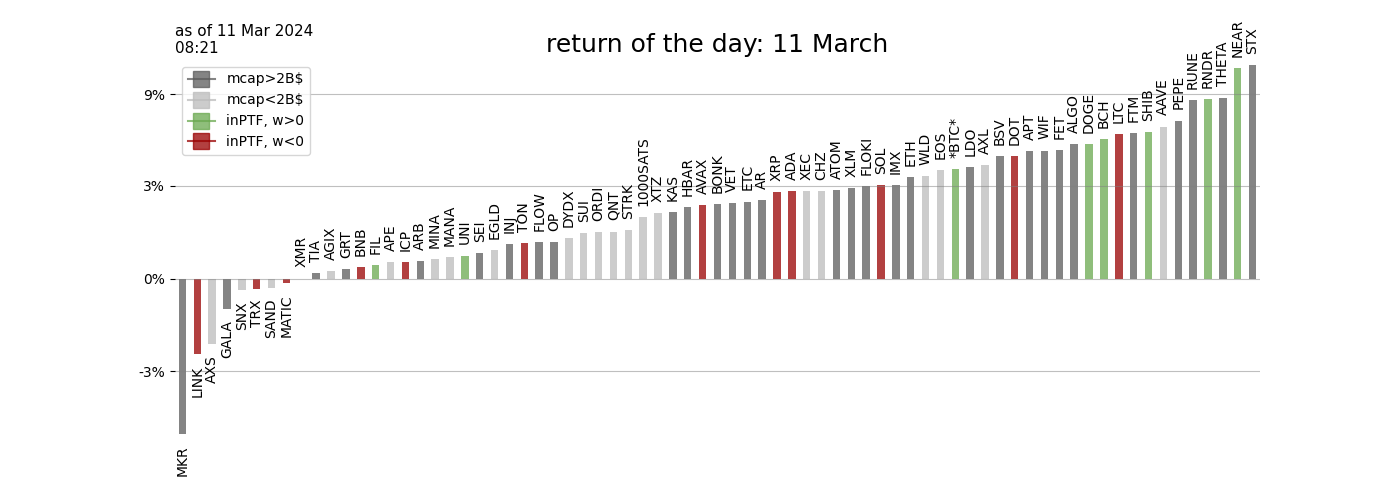 as of 11 Mar 2024
08:21
return of the day: 11 March
mcap>2B$
mcap<2B$
inPTF, w>0
inPTF, w<0
9%
3%
0%
-3%
MKR
LINK
AXS
GALA
SNX
TRX
SAND
MATIC
XMR
TIA
AGIX
GRT
BNB
FIL
APE
ICP
ARB
MINA
MANA
UNI
SEI
EGLD
INJ
TON
FLOW
OP
DYDX
SUI
ORDI
QNT
STRK
1000SATS
XTZ
KAS
HBAR
AVAX
BONK
VET
ETC
AR
XRP
ADA
XEC
CHZ
ATOM
XLM
FLOKI
SOL
IMX
ETH
WLD
EOS
*BTC*
LDO
AXL
BSV
DOT
APT
WIF
FET
ALGO
DOGE
BCH
LTC
FTM
SHIB
AAVE
PEPE
RUNE
RNDR
THETA
NEAR
STX